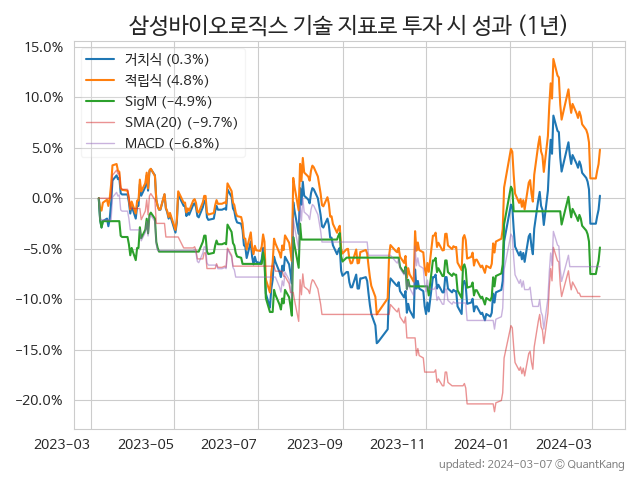 삼성바이오로직스 기술 지표로 투자 시 성과 (1년)
15.0%
10.0%
5.0%
0.0%
−5.0%
−10.0%
−15.0%
−20.0%
거치식 (0.3%)
적립식 (4.8%)
SigM (−4.9%)
SMA(20) (−9.7%)
MACD (−6.8%)
2023−03
2023−05
2023−07
2023−09
2023−11
2024−01
2024−03
updated: 2024−03−07 © QuantKang